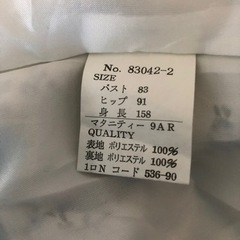 No. 83042-2
SIZE
バスト 83
ヒップ 91
身長 158
マタニティー 9AR
QUALITY
表地 ポリエステル 100%
裏地 ポリエステル 100%
1ロN コード 536-90